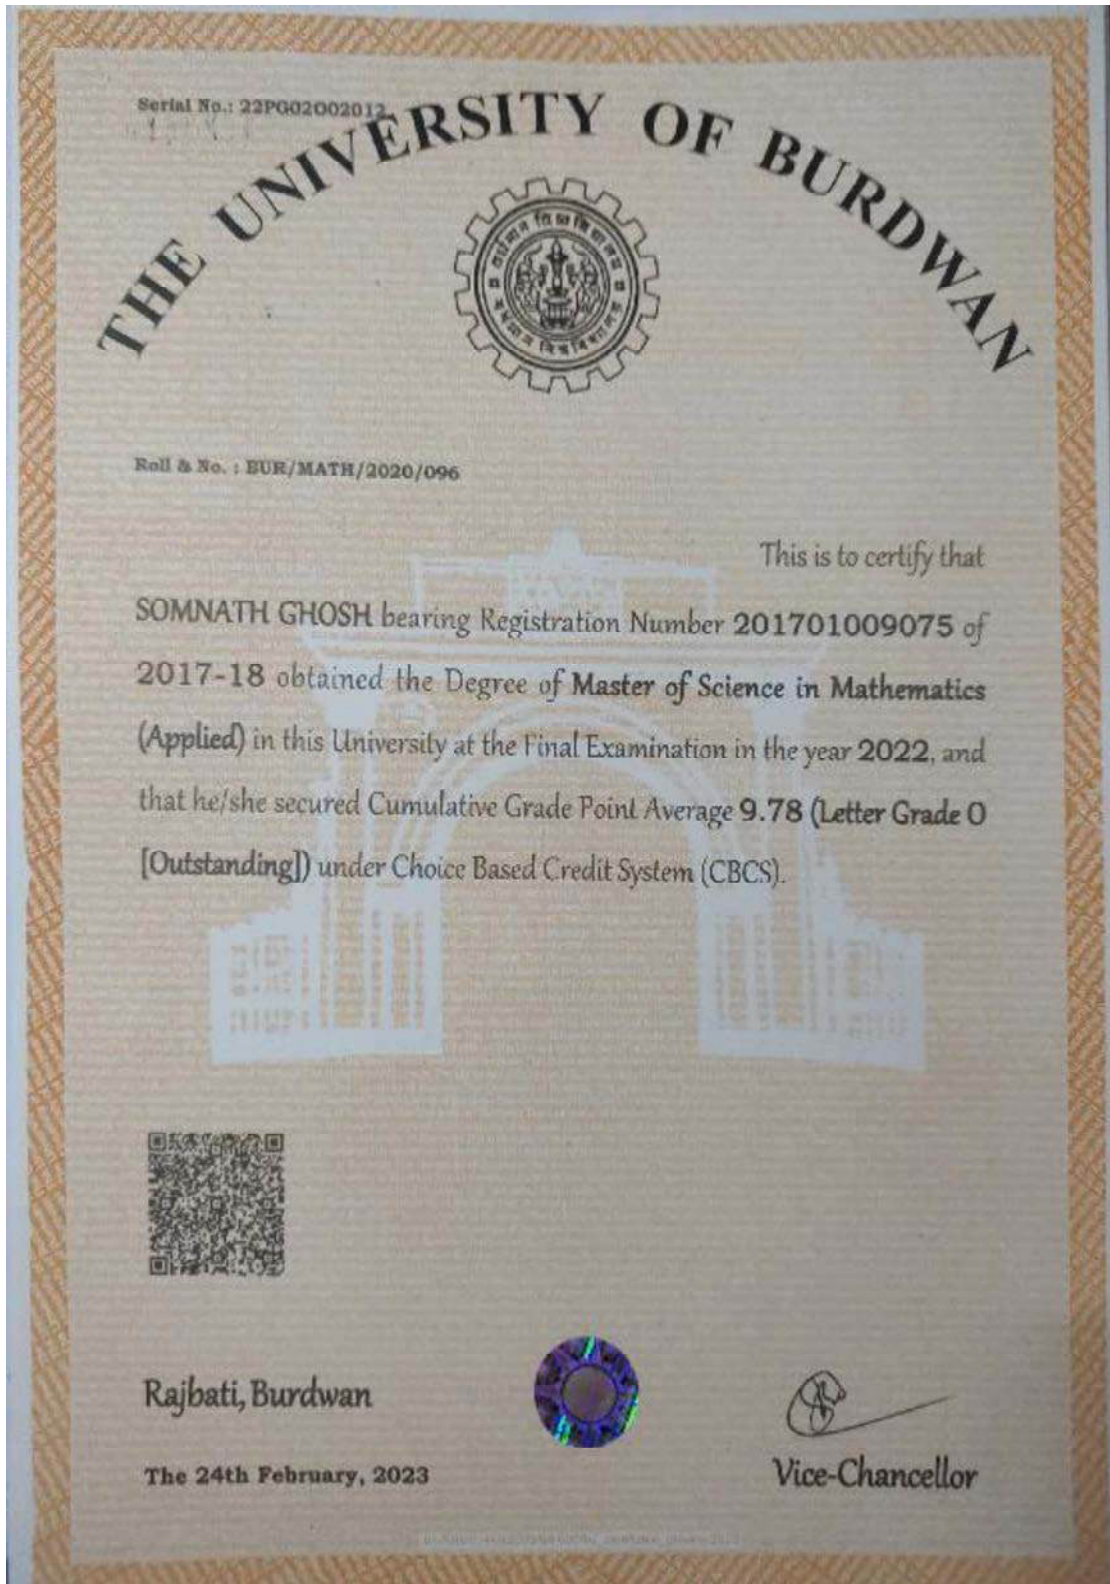 Serial No.: 22PG02002012
THE UNIVERSITY OF BURDWAN
Roll & No. : BUR/MATH/2020/096
This is to certify that
SOMNATH GHOSH bearing Registration Number 201701009075 of
2017-18 obtained the Degree of Master of Science in Mathematics
(Applied) in this University at the Final Examination in the year 2022, and
that he/she secured Cumulative Grade Point Average 9.78 (Letter Grade O
[Outstanding]) under Choice Based Credit System (CBCS).
Rajbati, Burdwan
The 24th February, 2023
Vice-Chancellor